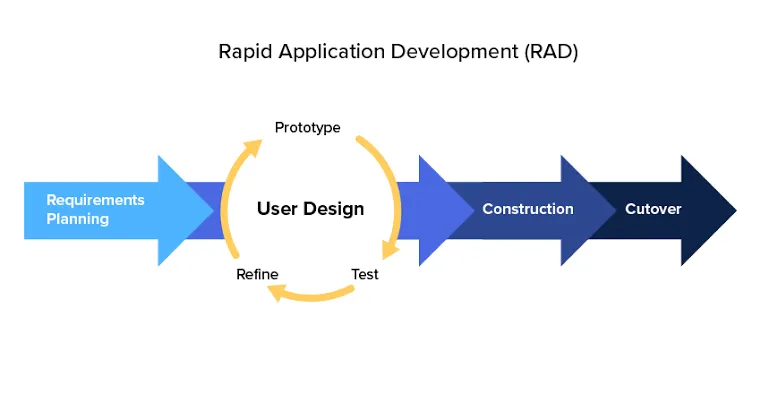 Rapid Application Development (RAD)
Prototype
Requirements
Planning
User Design
Construction
Cutover
Refine
Test